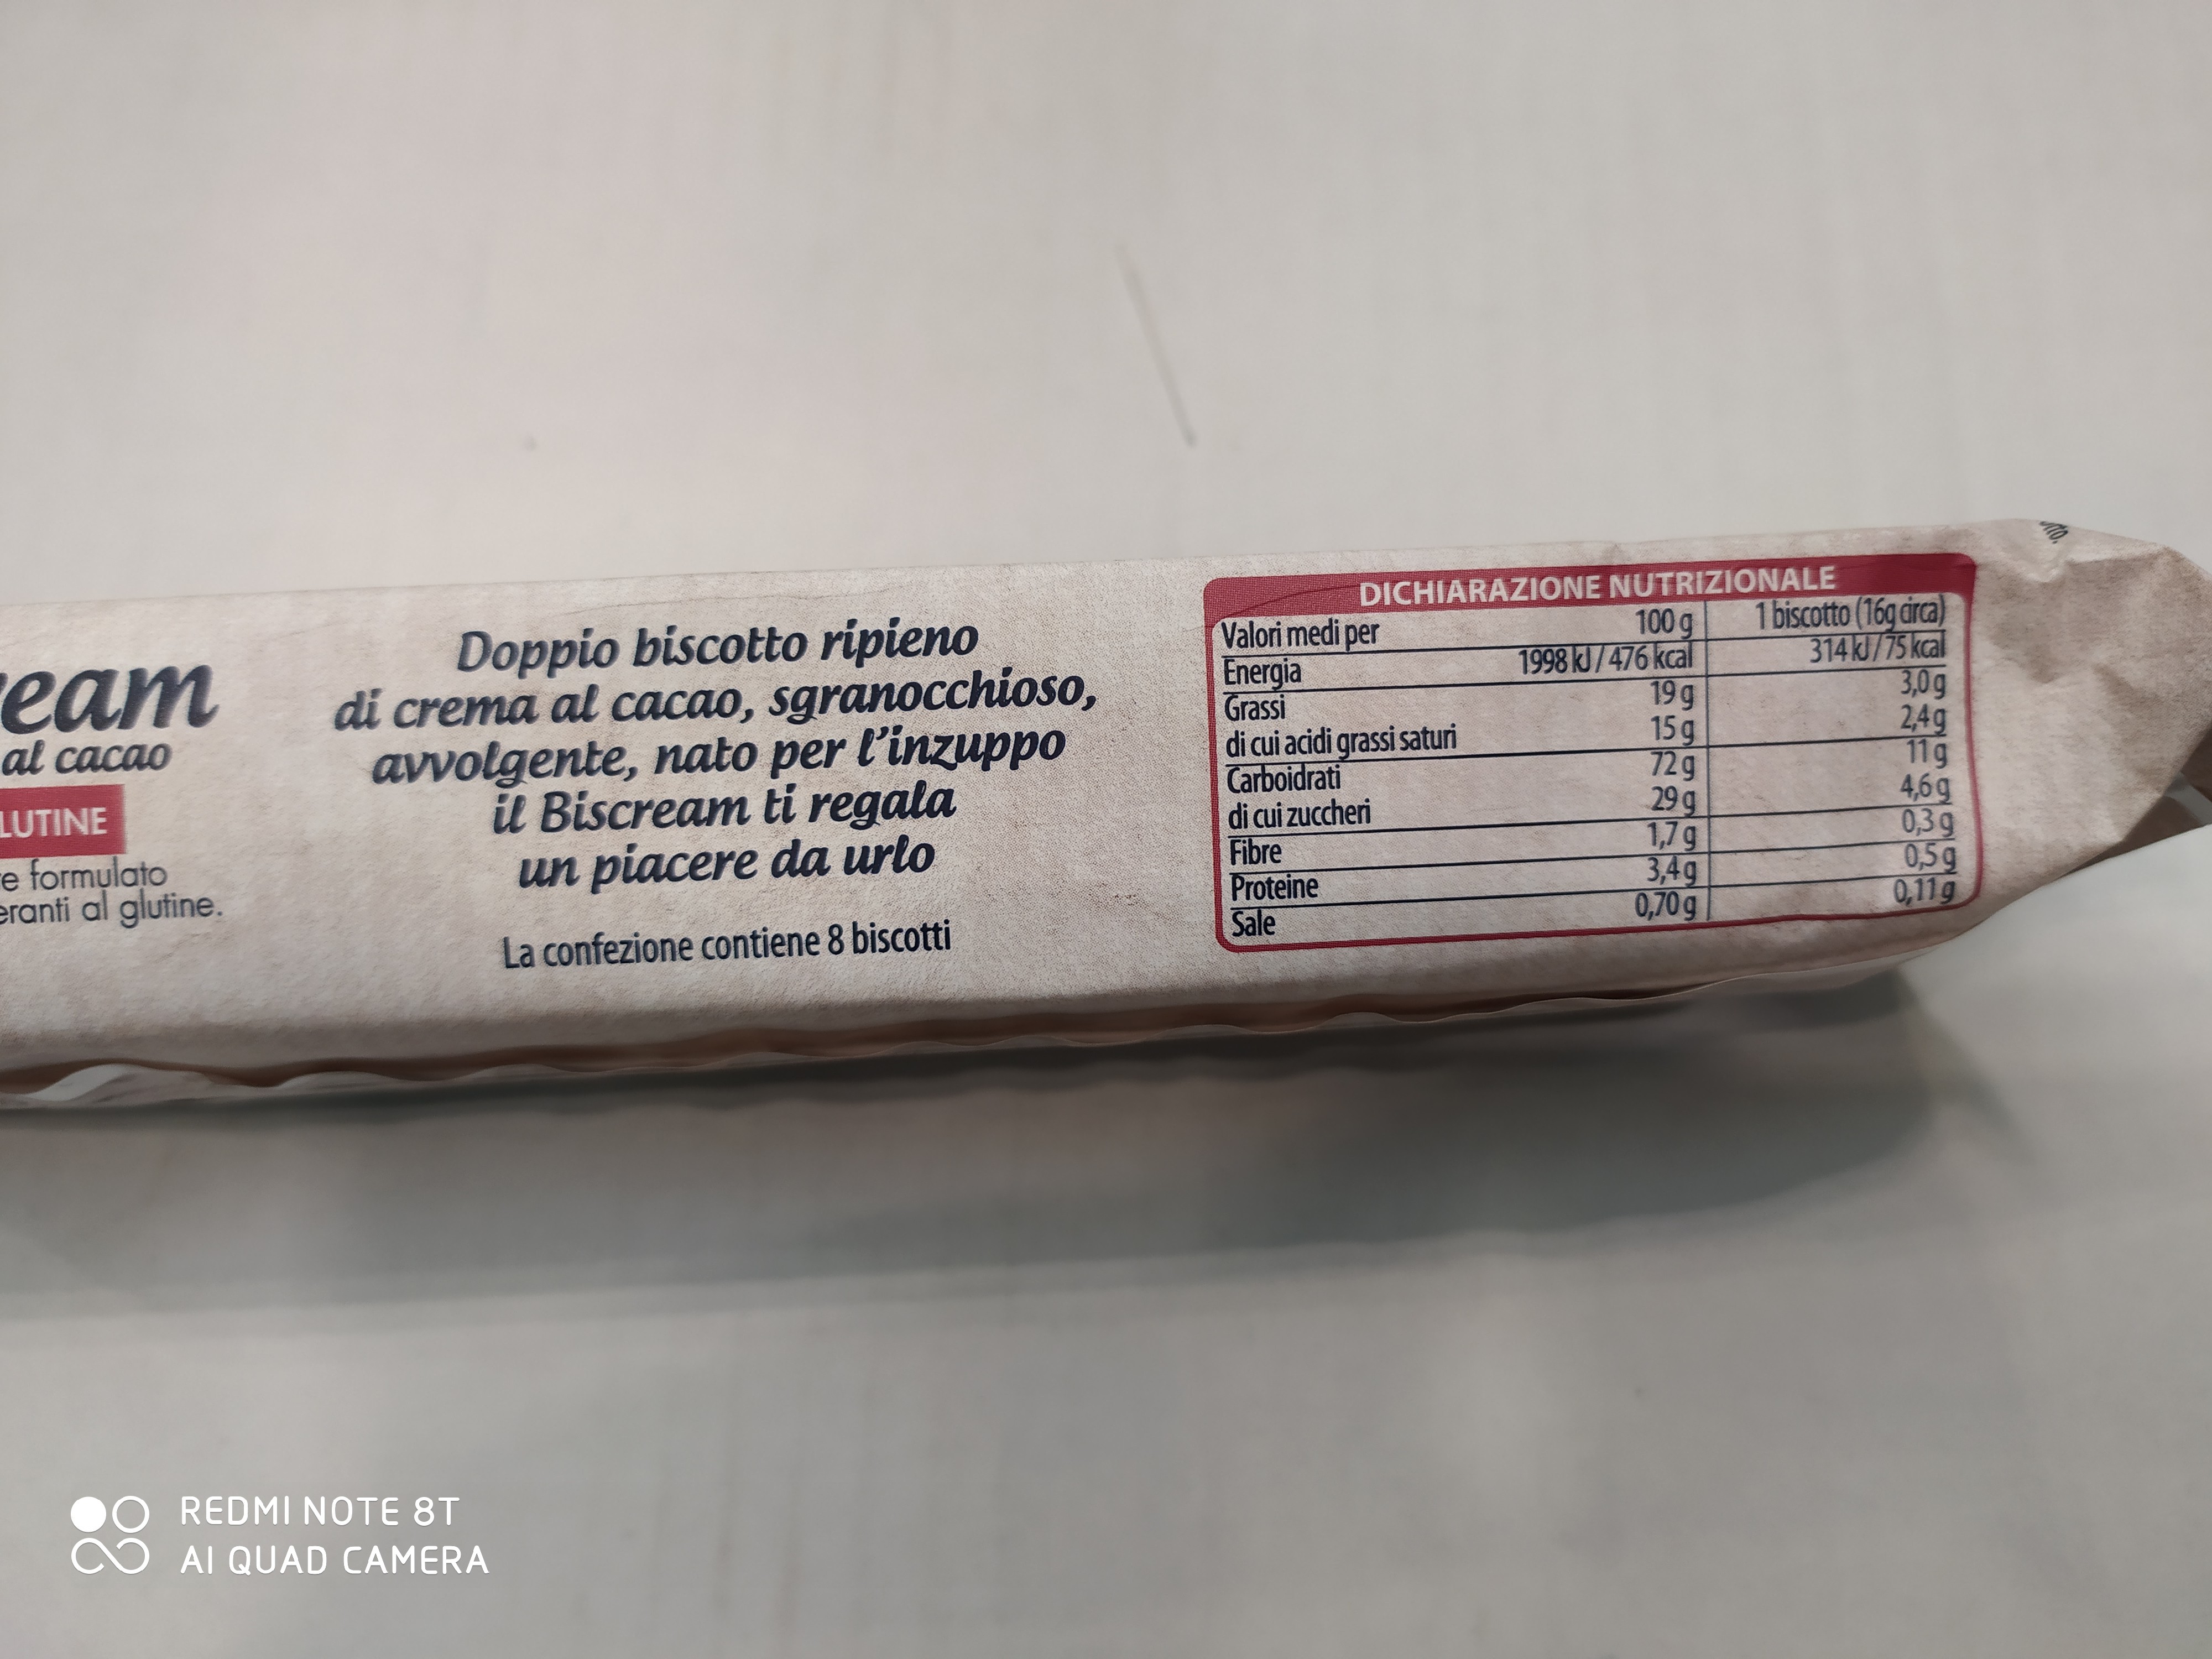 eam
al cacao
LUTINE
e formulato
eranti al glutine.
Doppio biscotto ripieno
di crema al cacao, sgranocchioso,
avvolgente, nato per l'inzuppo
il Biscream ti regala
un piacere da urlo
La confezione contiene 8 biscotti
DICHIARAZIONE NUTRIZIONALE
Valori medi per 100 g 1 biscotto (16g circa)
Energia 1998 kJ / 476 kcal 314 kJ / 75 kcal
Grassi 19 g 3,0 g
di cui acidi grassi saturi 15 g 2,4 g
Carboidrati 72 g 11 g
di cui zuccheri 29 g 4,6 g
Fibre 1,7 g 0,3 g
Proteine 3,4 g 0,5 g
Sale 0,70 g 0,11 g
REDMI NOTE 8T
AI QUAD CAMERA